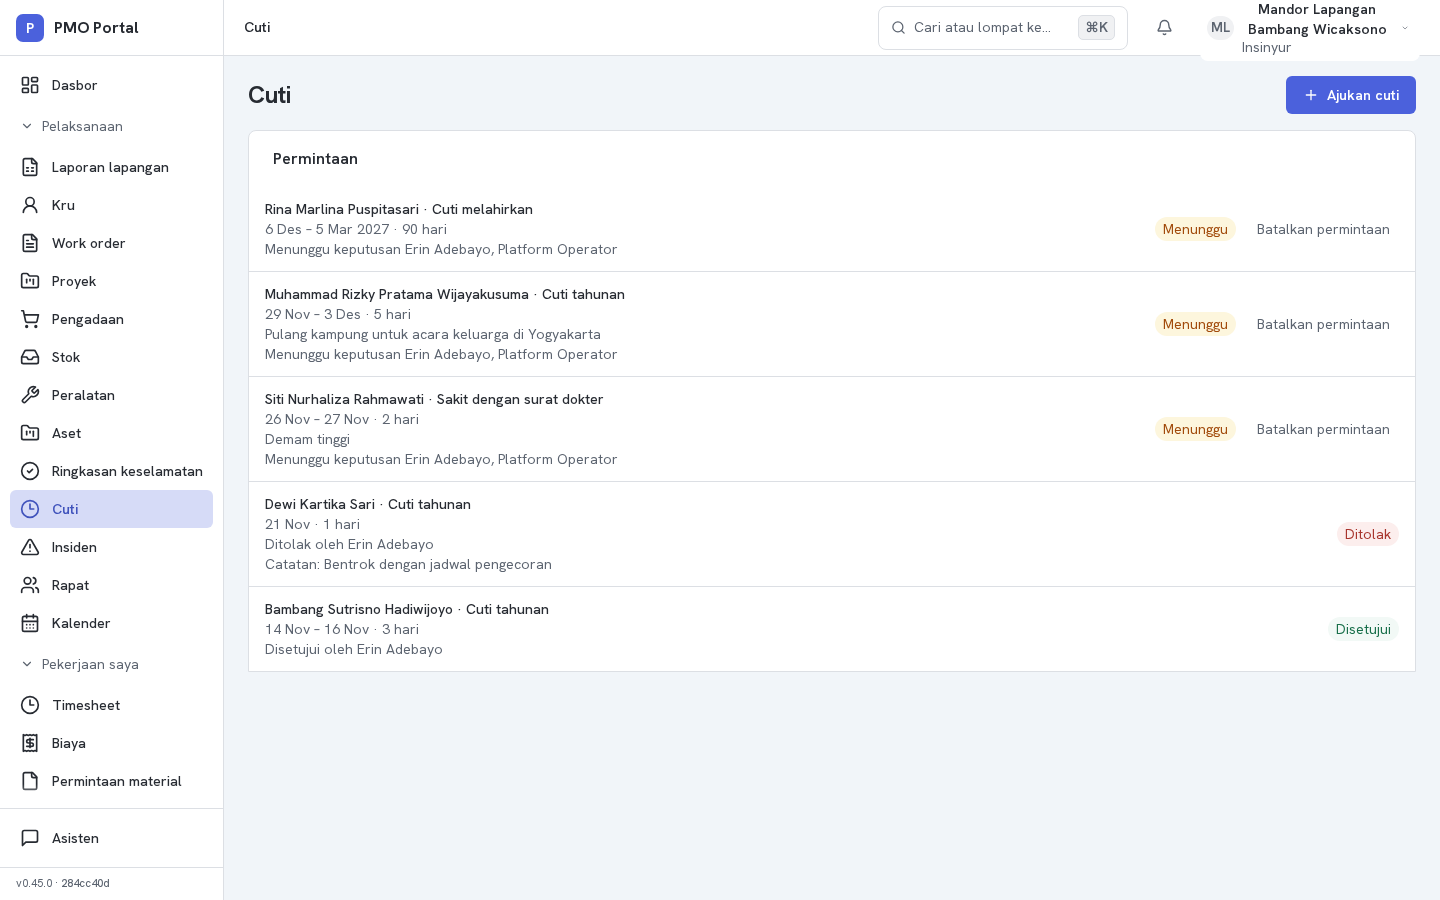 P PMO Portal
Cuti
Cari atau lompat ke...
⌘K
ML
Mandor Lapangan
Bambang Wicaksono
Insinyur
Dasbor
Pelaksanaan
Laporan lapangan
Kru
Work order
Proyek
Pengadaan
Stok
Peralatan
Aset
Ringkasan keselamatan
Cuti
Insiden
Rapat
Kalender
Pekerjaan saya
Timesheet
Biaya
Permintaan material
Asisten
v0.45.0 · 284cc40d
Cuti
Ajukan cuti
Permintaan
Rina Marlina Puspitasari · Cuti melahirkan
6 Des – 5 Mar 2027 · 90 hari
Menunggu keputusan Erin Adebayo, Platform Operator
Menunggu
Batalkan permintaan
Muhammad Rizky Pratama Wijayakusuma · Cuti tahunan
29 Nov – 3 Des · 5 hari
Pulang kampung untuk acara keluarga di Yogyakarta
Menunggu keputusan Erin Adebayo, Platform Operator
Menunggu
Batalkan permintaan
Siti Nurhaliza Rahmawati · Sakit dengan surat dokter
26 Nov – 27 Nov · 2 hari
Demam tinggi
Menunggu keputusan Erin Adebayo, Platform Operator
Menunggu
Batalkan permintaan
Dewi Kartika Sari · Cuti tahunan
21 Nov · 1 hari
Ditolak oleh Erin Adebayo
Catatan: Bentrok dengan jadwal pengecoran
Ditolak
Bambang Sutrisno Hadiwijoyo · Cuti tahunan
14 Nov – 16 Nov · 3 hari
Disetujui oleh Erin Adebayo
Disetujui